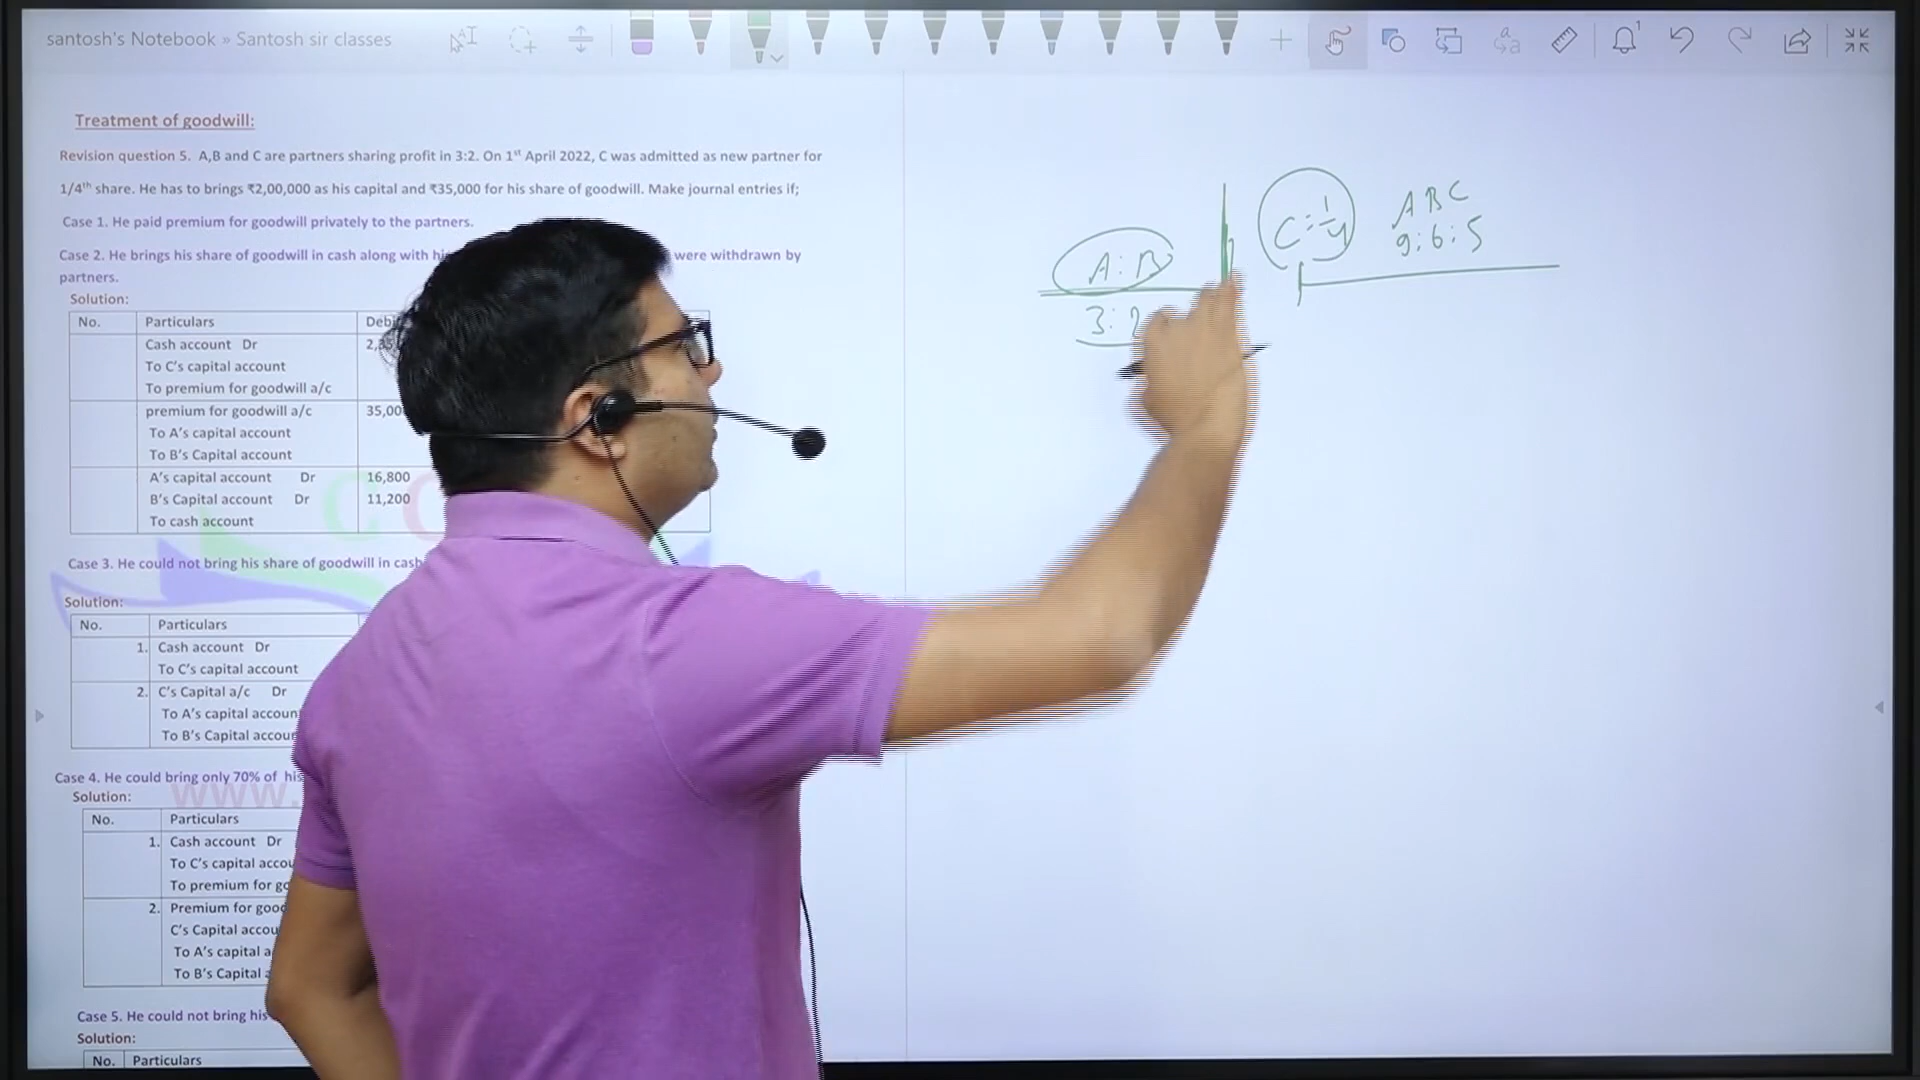 santosh's Notebook » Santosh sir classes
Treatment of goodwill:
Revision question 5. A,B and C are partners sharing profit in 3:2. On 1st April 2022, C was admitted as new partner for
1/4th share. He has to brings ₹2,00,000 as his capital and ₹35,000 for his share of goodwill. Make journal entries if;
Case 1. He paid premium for goodwill privately to the partners.
Case 2. He brings his share of goodwill in cash along with were withdrawn by
partners.
Solution:
No. Particulars
Cash account Dr
To C's capital account
To premium for goodwill a/c
premium for goodwill a/c 35,00
To A's capital account
To B's Capital account
A's capital account Dr 16,800
B's Capital account Dr 11,200
To cash account
Case 3. He could not bring his share of goodwill in cash
Solution:
No. Particulars
1. Cash account Dr
To C's capital account
2. C's Capital a/c Dr
To A's capital accoun
To B's Capital accour
Case 4. He could bring only 70% of his
Solution:
No. Particulars
1. Cash account Dr
To C's capital accou
To premium for go
2. Premium for good
C's Capital accou
To A's capital a
To B's Capital
www.
Case 5. He could not bring his
Solution:
No. Particulars
A : B
3 : 2
C : 1/4
A B C
9 : 6 : 5